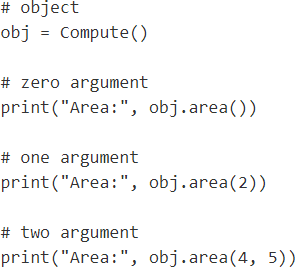 # object
obj = Compute()
# zero argument
print("Area:", obj.area())
# one argument
print("Area:", obj.area(2))
# two argument
print("Area:", obj.area(4, 5))